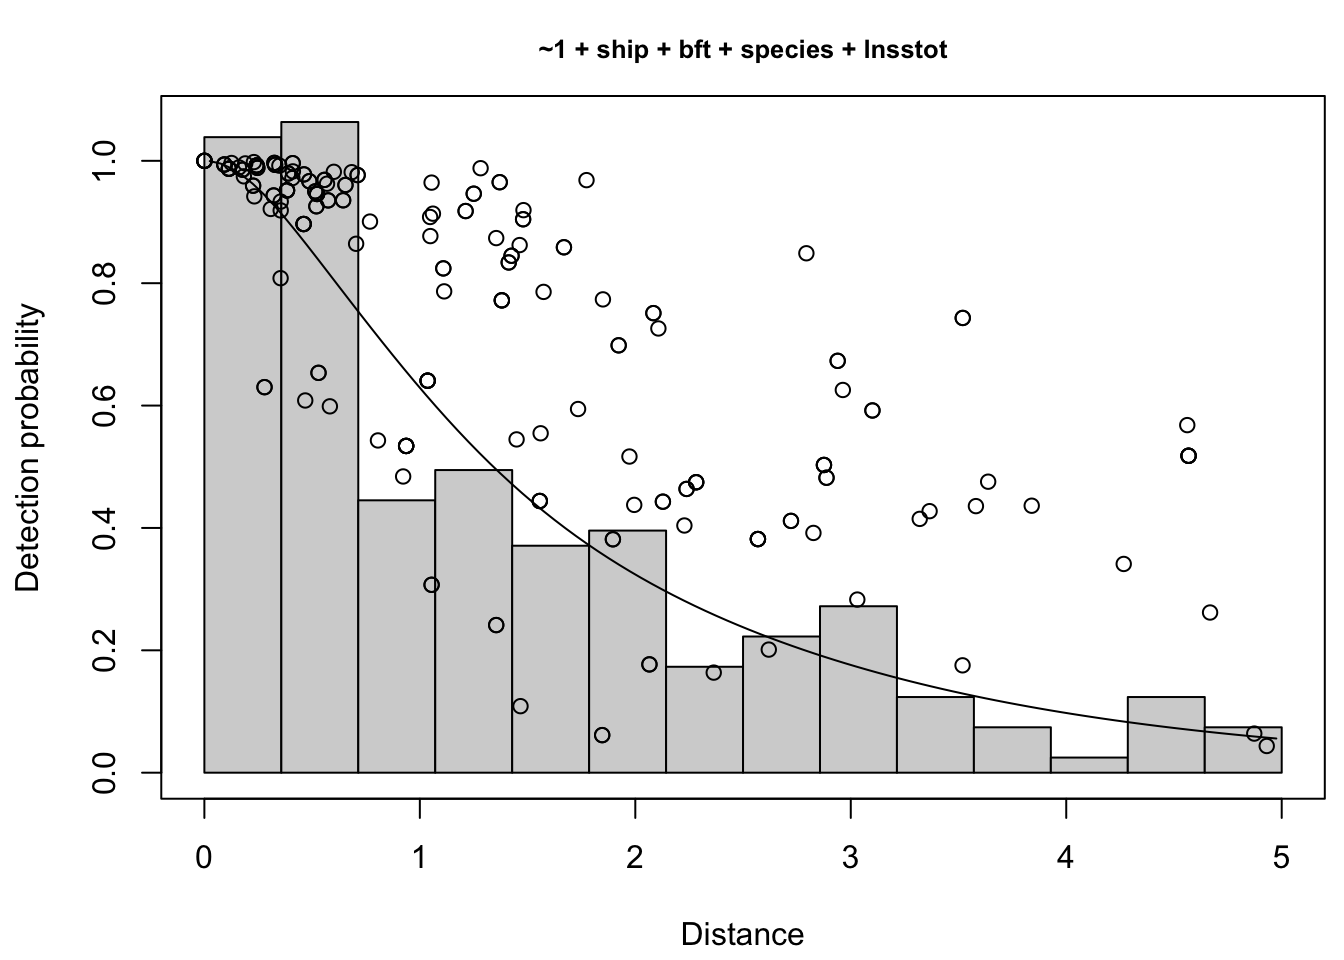 ~1 + ship + bft + species + lnsstot
Detection probability
1.0
0.8
0.6
0.4
0.2
0.0
0 1 2 3 4 5
Distance